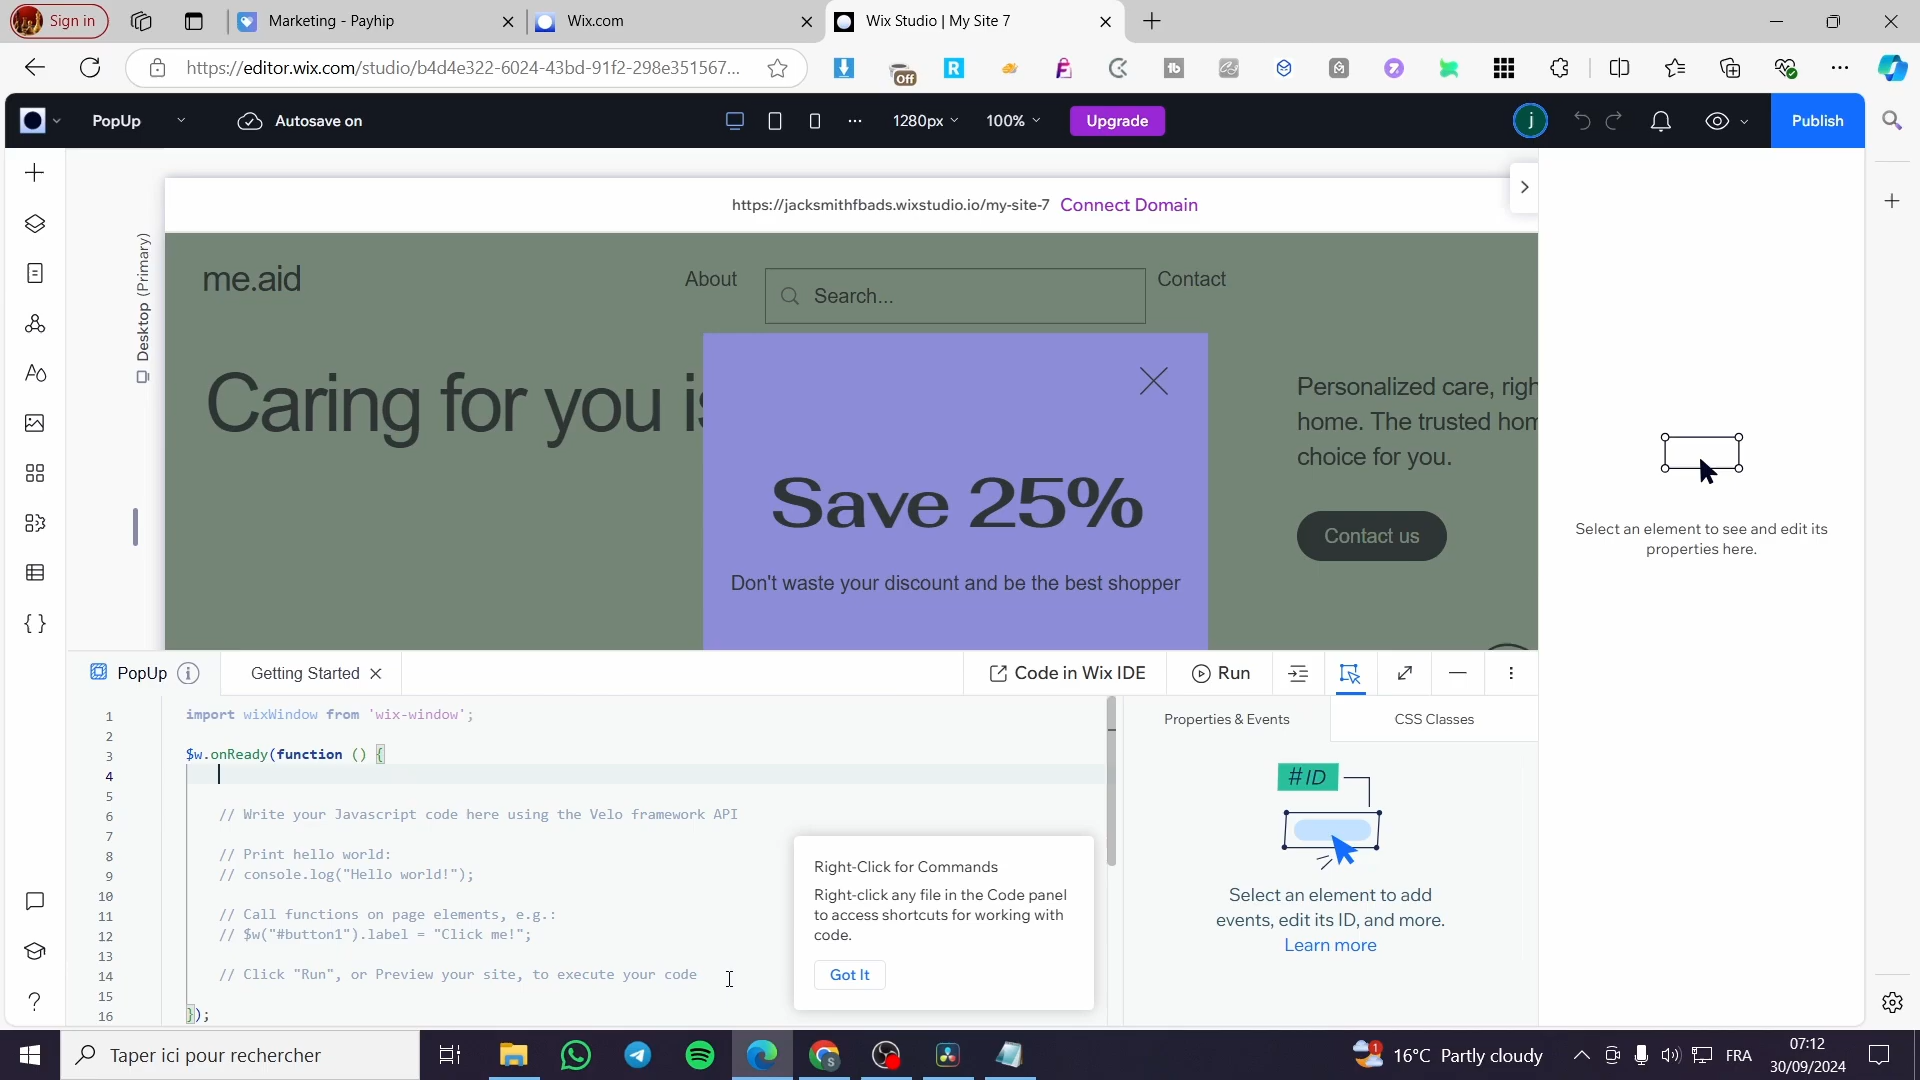 Sign in
Marketing - Payhip
Wix.com
Wix Studio | My Site 7
https://editor.wix.com/studio/b4d4e322-6024-43bd-91f2-298e351567...
Off
R
PopUp
Autosave on
1280px
100%
Upgrade
j
Publish
https://jacksmithfbads.wixstudio.io/my-site-7
Connect Domain
Desktop (Primary)
me.aid
About
Search...
Contact
Caring for you is
Save 25%
Don't waste your discount and be the best shopper
Personalized care, righ
home. The trusted hom
choice for you.
Contact us
Select an element to see and edit its
properties here.
PopUp
Getting Started
Code in Wix IDE
Run
1 import wixWindow from 'wix-window';
2
3 $w.onReady(function () {
4
5
6 // Write your Javascript code here using the Velo framework API
7
8 // Print hello world:
9 // console.log("Hello world!");
10
11 // Call functions on page elements, e.g.:
12 // $w("#button1").label = "Click me!";
13
14 // Click "Run", or Preview your site, to execute your code
15
16 });
Right-Click for Commands
Right-click any file in the Code panel
to access shortcuts for working with
code.
Got It
Properties & Events
CSS Classes
#ID
Select an element to add
events, edit its ID, and more.
Learn more
Taper ici pour rechercher
1
16°C Partly cloudy
FRA
07:12
30/09/2024